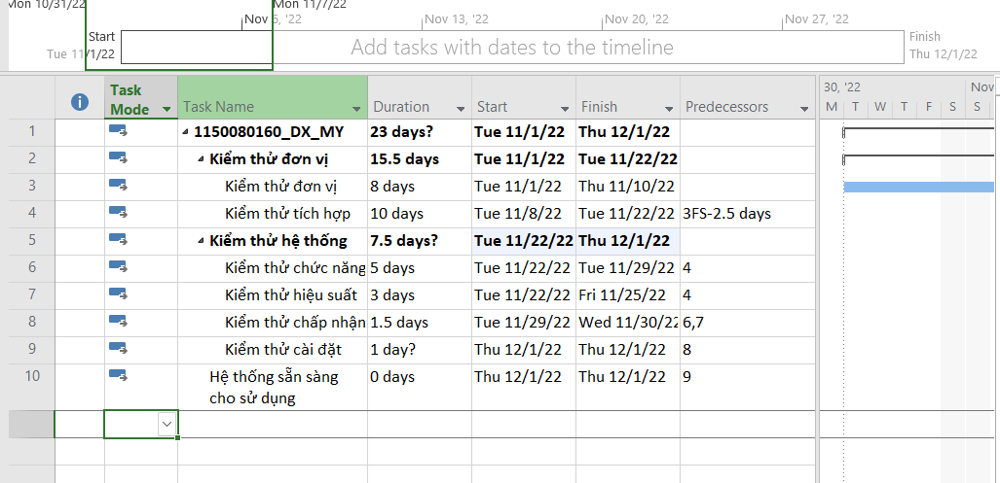 Mon 10/31/22 Mon 11/7/22
Nov 6, '22 Nov 13, '22 Nov 20, '22 Nov 27, '22
Start Add tasks with dates to the timeline Finish
Tue 11/1/22 Thu 12/1/22
Task Mode Task Name Duration Start Finish Predecessors 30, '22 Nov
M T W T F S S
1 1150080160_DX_MY 23 days? Tue 11/1/22 Thu 12/1/22
2 Kiểm thử đơn vị 15.5 days Tue 11/1/22 Tue 11/22/22
3 Kiểm thử đơn vị 8 days Tue 11/1/22 Thu 11/10/22
4 Kiểm thử tích hợp 10 days Tue 11/8/22 Tue 11/22/22 3FS-2.5 days
5 Kiểm thử hệ thống 7.5 days? Tue 11/22/22 Thu 12/1/22
6 Kiểm thử chức năng 5 days Tue 11/22/22 Tue 11/29/22 4
7 Kiểm thử hiệu suất 3 days Tue 11/22/22 Fri 11/25/22 4
8 Kiểm thử chấp nhận 1.5 days Tue 11/29/22 Wed 11/30/22 6,7
9 Kiểm thử cài đặt 1 day? Thu 12/1/22 Thu 12/1/22 8
10 Hệ thống sẵn sàng 0 days Thu 12/1/22 Thu 12/1/22 9
cho sử dụng